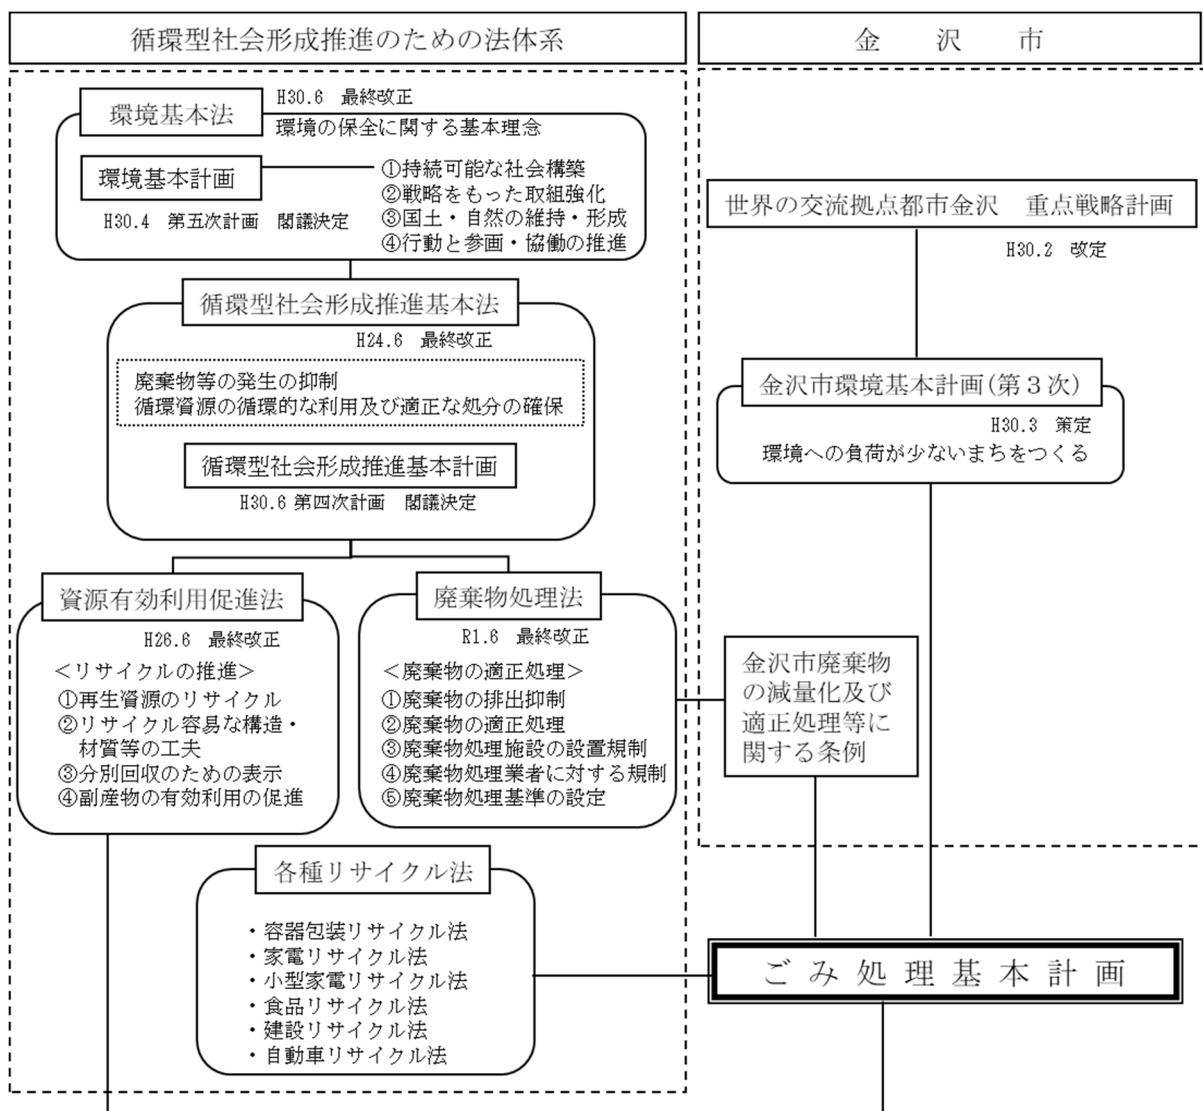 循環型社会形成推進のための法体系
環境基本法
H30.6 最終改正
環境の保全に関する基本理念
環境基本計画
①持続可能な社会構築
②戦略をもった取組強化
③国土・自然の維持・形成
④行動と参画・協働の推進
H30.4 第五次計画 閣議決定
循環型社会形成推進基本法
H24.6 最終改正
廃棄物等の発生の抑制
循環資源の循環的な利用及び適正な処分の確保
循環型社会形成推進基本計画
H30.6 第四次計画 閣議決定
資源有効利用促進法
H26.6 最終改正
<リサイクルの推進>
①再生資源のリサイクル
②リサイクル容易な構造・
材質等の工夫
③分別回収のための表示
④副産物の有効利用の促進
廃棄物処理法
R1.6 最終改正
<廃棄物の適正処理>
①廃棄物の排出抑制
②廃棄物の適正処理
③廃棄物処理施設の設置規制
④廃棄物処理業者に対する規制
⑤廃棄物処理基準の設定
各種リサイクル法
・容器包装リサイクル法
・家電リサイクル法
・小型家電リサイクル法
・食品リサイクル法
・建設リサイクル法
・自動車リサイクル法
金沢市
世界の交流拠点都市金沢 重点戦略計画
H30.2 改定
金沢市環境基本計画(第3次)
H30.3 策定
環境への負荷が少ないまちをつくる
金沢市廃棄物
の減量化及び
適正処理等に
関する条例
ごみ処理基本計画